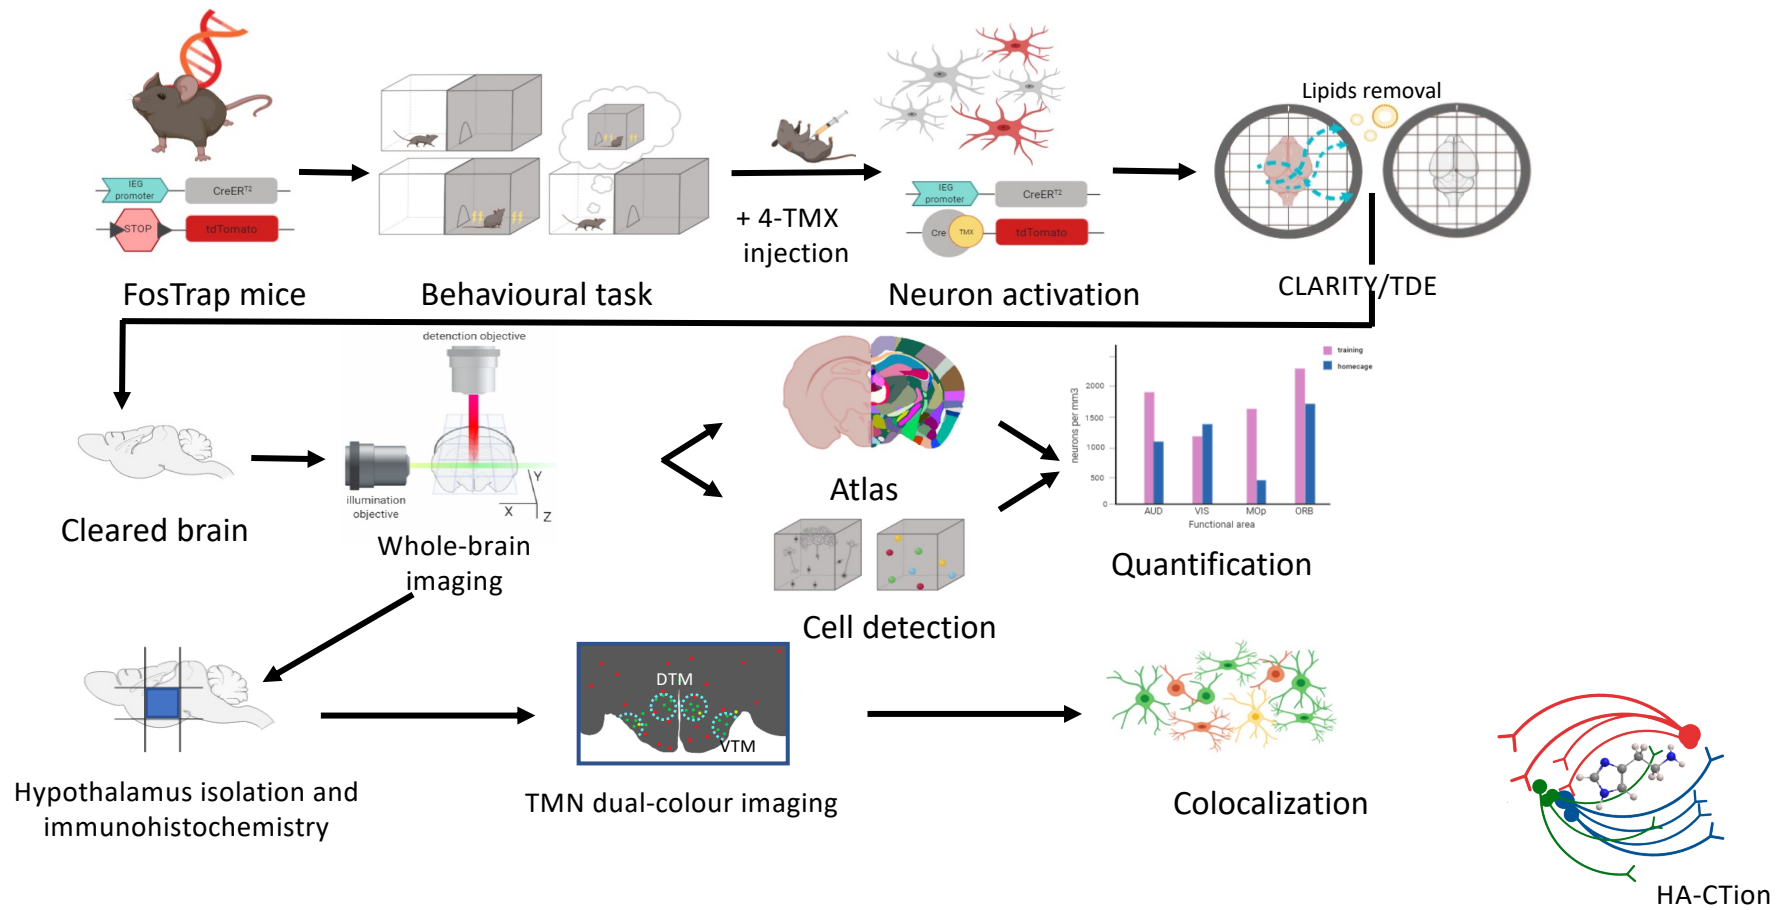 Lipids removal
IEG
promoter
CreERT2
STOP
tdTomato
+ 4-TMX
injection
IEG
promoter
CreERT2
Cre
TMX
tdTomato
FosTrap mice
Behavioural task
Neuron activation
CLARITY/TDE
detenction objective
illumination
objective
Y
X
Z
Cleared brain
Whole-brain
imaging
Atlas
Cell detection
training
homecage
neurons per mm3
2000
1500
1000
500
0
AUD
VIS
MOp
ORB
Functional area
Quantification
DTM
VTM
Hypothalamus isolation and
immunohistochemistry
TMN dual-colour imaging
Colocalization
HA-CTion